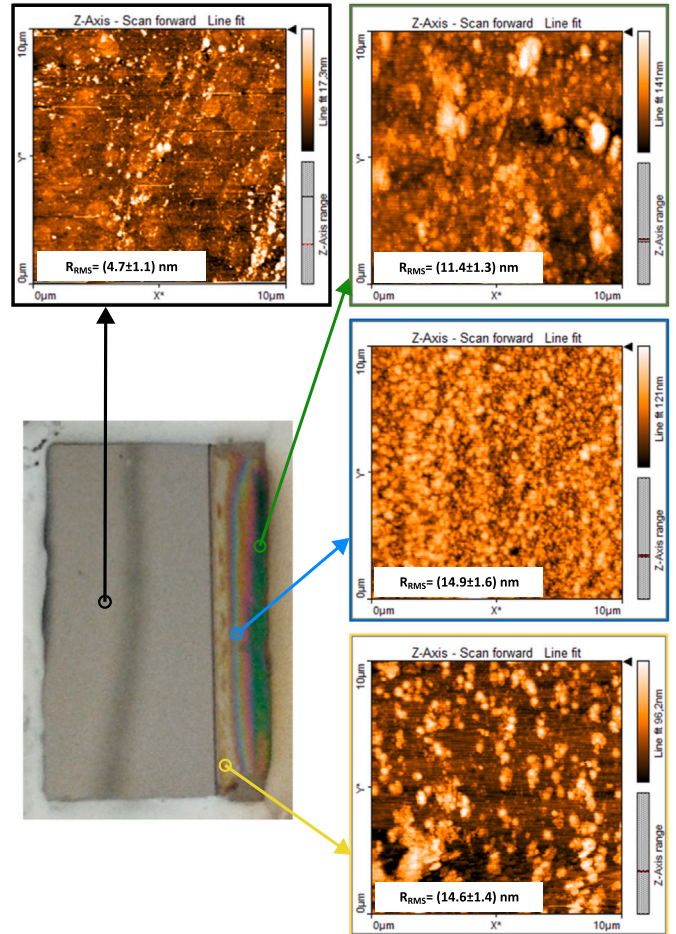 Z-Axis - Scan forward Line fit
10µm
Y*
0µm
0µm
X*
10µm
Line fit 17,3nm
Z-Axis range
R_RMS= (4.7±1.1) nm
Z-Axis - Scan forward Line fit
10µm
Y*
0µm
0µm
X*
10µm
Line fit 141nm
Z-Axis range
R_RMS= (11.4±1.3) nm
Z-Axis - Scan forward Line fit
10µm
Y*
0µm
0µm
X*
10µm
Line fit 121nm
Z-Axis range
R_RMS= (14.9±1.6) nm
Z-Axis - Scan forward Line fit
10µm
Y*
0µm
0µm
X*
10µm
Line fit 96,2nm
Z-Axis range
R_RMS= (14.6±1.4) nm